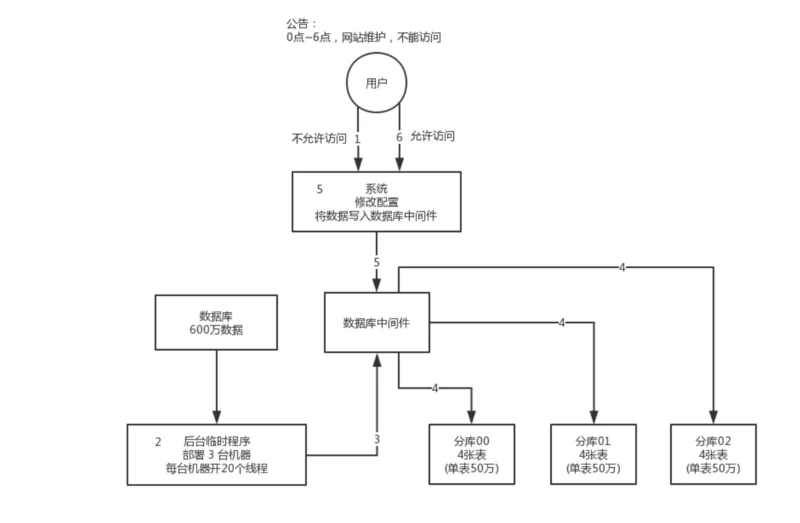 公告：
0点~6点，网站维护，不能访问
用户
不允许访问
1
6
允许访问
5
系统
修改配置
将数据写入数据库中间件
5
4
数据库
600万数据
数据库中间件
4
4
2
后台临时程序
部署 3 台机器
每台机器开20个线程
3
分库00
4张表
(单表50万)
分库01
4张表
(单表50万)
分库02
4张表
(单表50万)